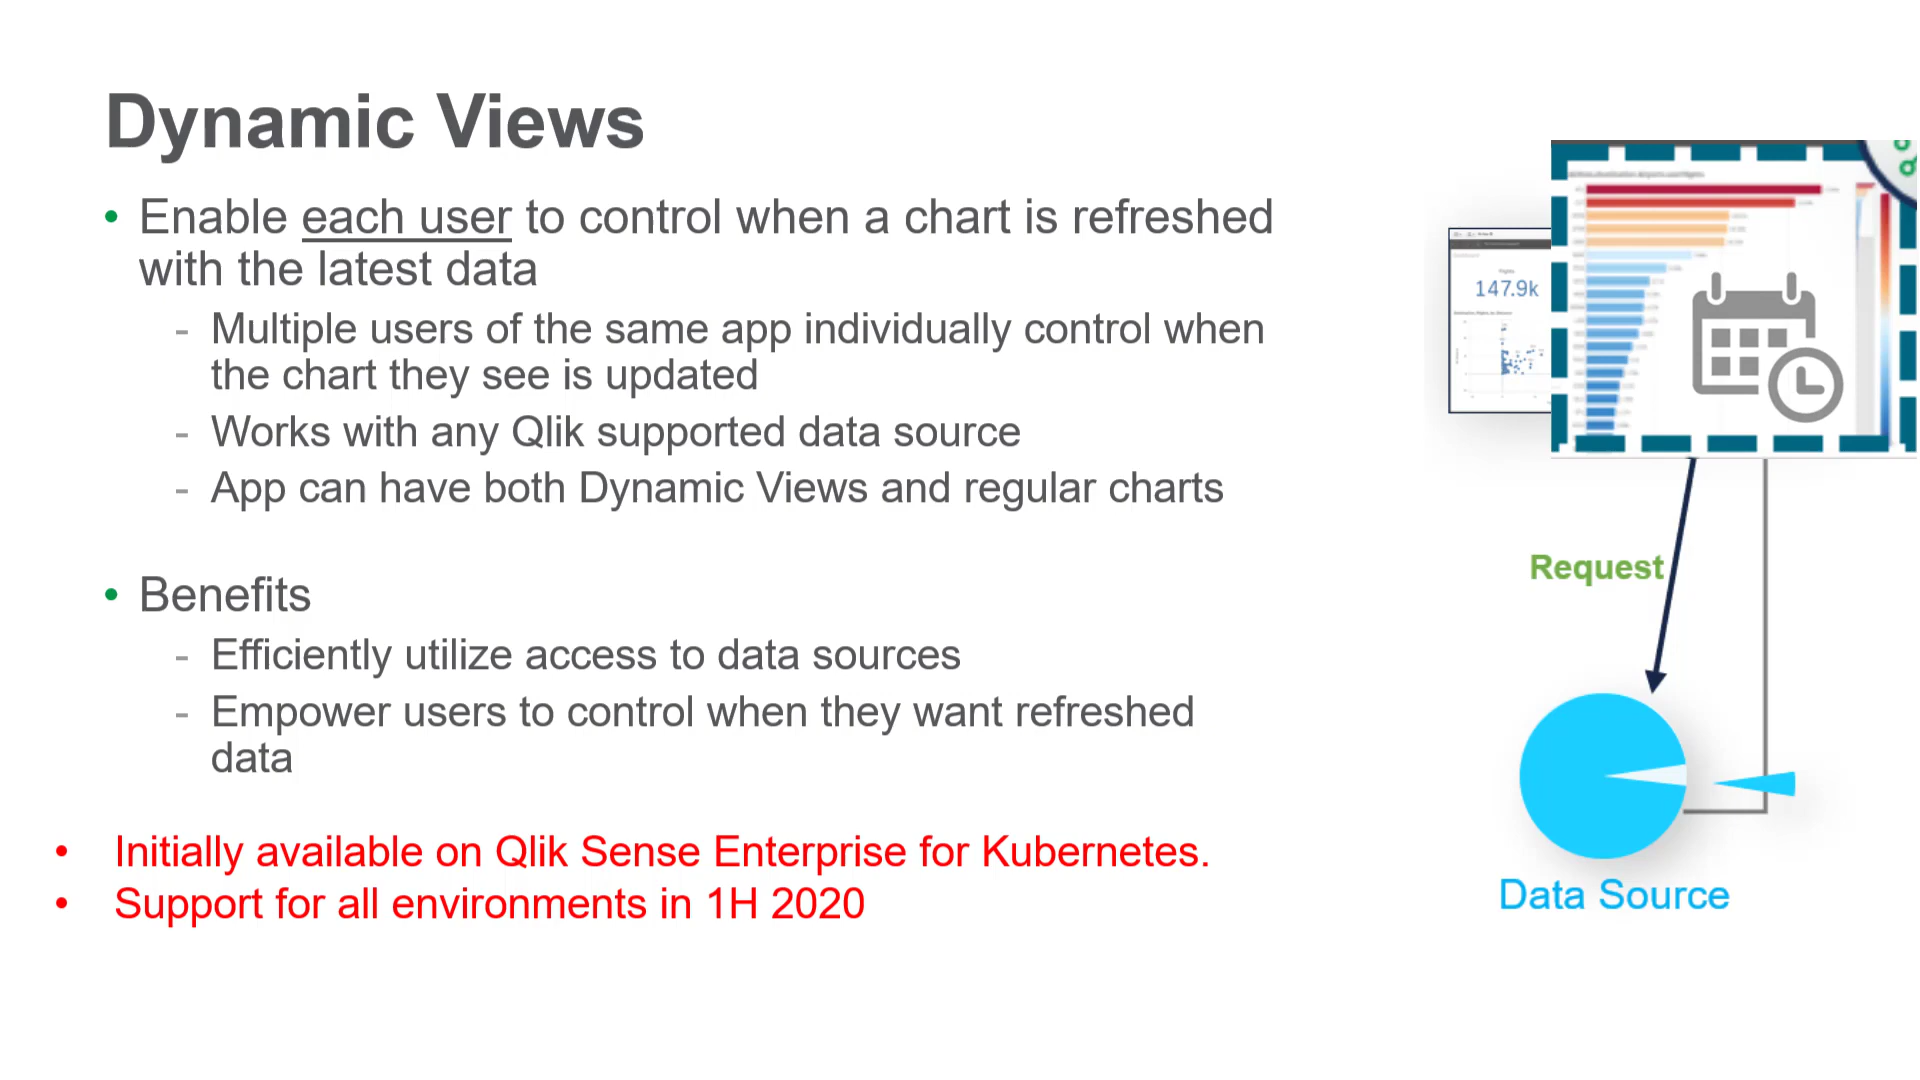 Dynamic Views
• Enable each user to control when a chart is refreshed
with the latest data
- Multiple users of the same app individually control when
the chart they see is updated
- Works with any Qlik supported data source
- App can have both Dynamic Views and regular charts
• Benefits
- Efficiently utilize access to data sources
- Empower users to control when they want refreshed
data
• Initially available on Qlik Sense Enterprise for Kubernetes.
• Support for all environments in 1H 2020
147.9k
Request
Data Source